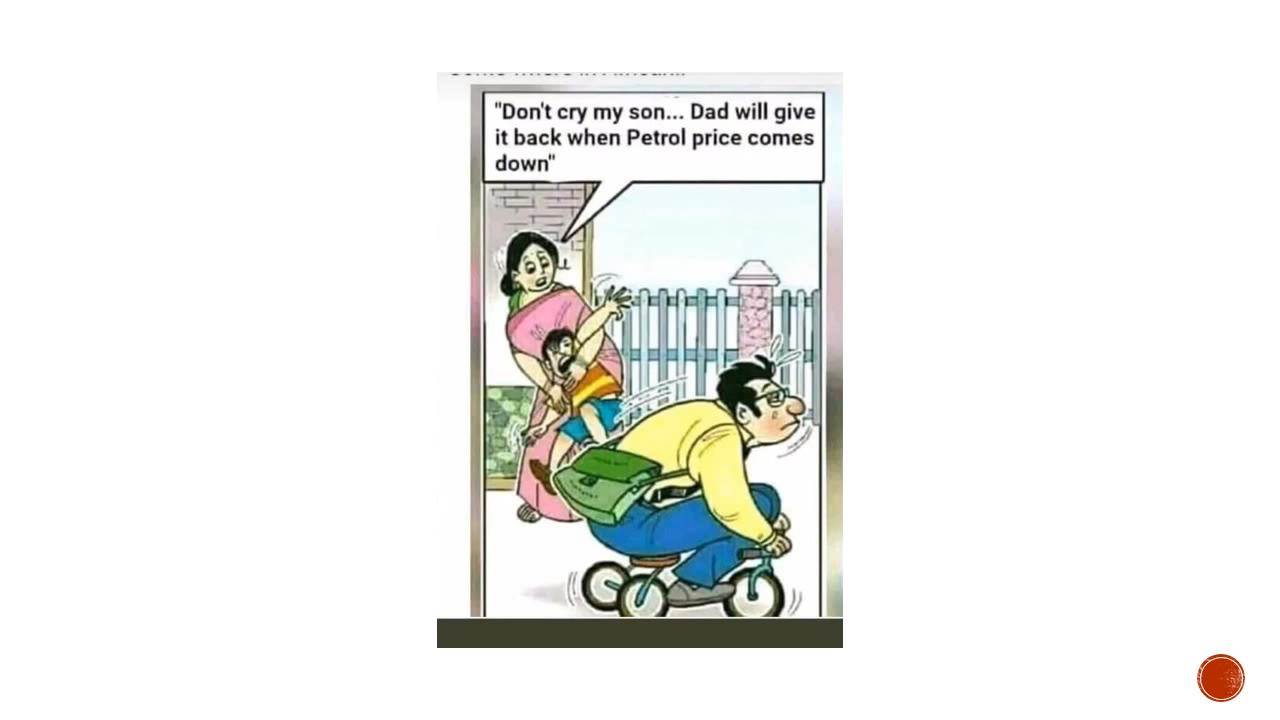 "Don't cry my son... Dad will give
it back when Petrol price comes
down"